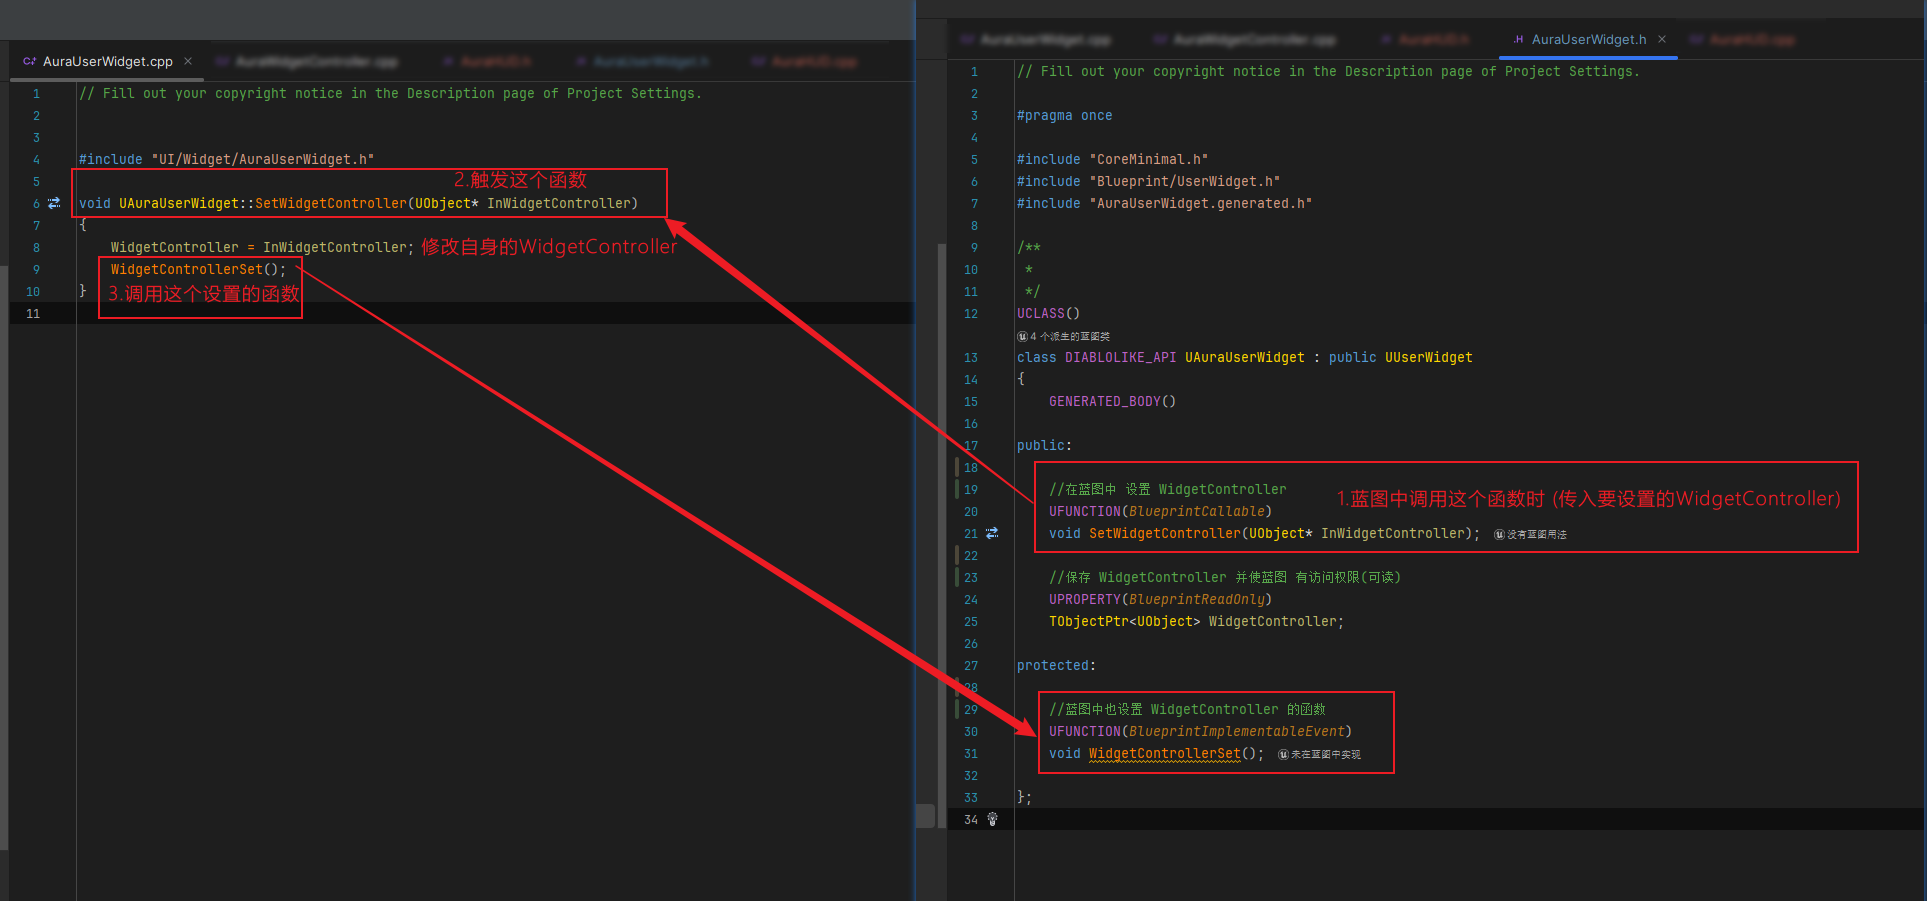 AuraUserWidget.cpp
1 // Fill out your copyright notice in the Description page of Project Settings.
2
3
4 #include "UI/Widget/AuraUserWidget.h"
5
2.触发这个函数
6 void UAuraUserWidget::SetWidgetController(UObject* InWidgetController)
7 {
8 WidgetController = InWidgetController; 修改自身的WidgetController
9 WidgetControllerSet();
10 } 3.调用这个设置的函数
11
AuraUserWidget.cpp AuraWidgetController.cpp AuraHUD.h .H AuraUserWidget.h AuraHUD.cpp
1 // Fill out your copyright notice in the Description page of Project Settings.
2
3 #pragma once
4
5 #include "CoreMinimal.h"
6 #include "Blueprint/UserWidget.h"
7 #include "AuraUserWidget.generated.h"
8
9 /**
10 *
11 */
12 UCLASS()
4 个派生的蓝图类
13 class DIABLOLIKE_API UAuraUserWidget : public UUserWidget
14 {
15 GENERATED_BODY()
16
17 public:
18
19 //在蓝图中 设置 WidgetController
1.蓝图中调用这个函数时 (传入要设置的WidgetController)
20 UFUNCTION(BlueprintCallable)
21 void SetWidgetController(UObject* InWidgetController); 没有蓝图用法
22
23 //保存 WidgetController 并使蓝图 有访问权限(可读)
24 UPROPERTY(BlueprintReadOnly)
25 TObjectPtr<UObject> WidgetController;
26
27 protected:
28
29 //蓝图中也设置 WidgetController 的函数
30 UFUNCTION(BlueprintImplementableEvent)
31 void WidgetControllerSet(); 未在蓝图中实现
32
33 };
34